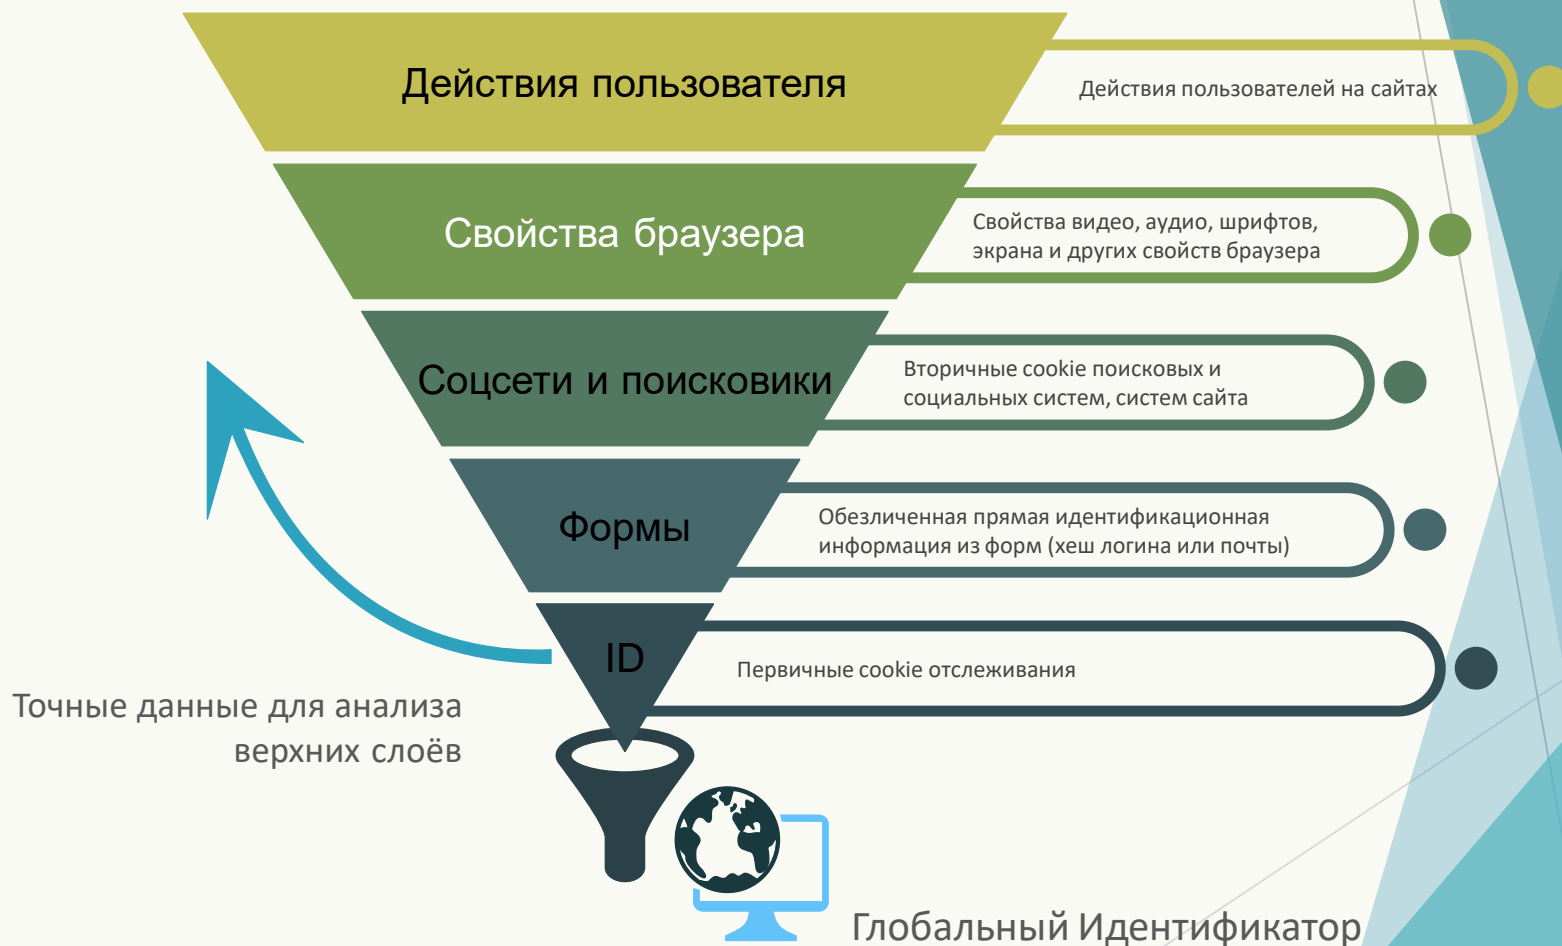 Действия пользователя
Действия пользователей на сайтах
Свойства браузера
Свойства видео, аудио, шрифтов,
экрана и других свойств браузера
Соцсети и поисковики
Вторичные cookie поисковых и
социальных систем, систем сайта
Формы
Обезличенная прямая идентификационная
информация из форм (хеш логина или почты)
ID
Первичные cookie отслеживания
Точные данные для анализа
верхних слоёв
Глобальный Идентификатор